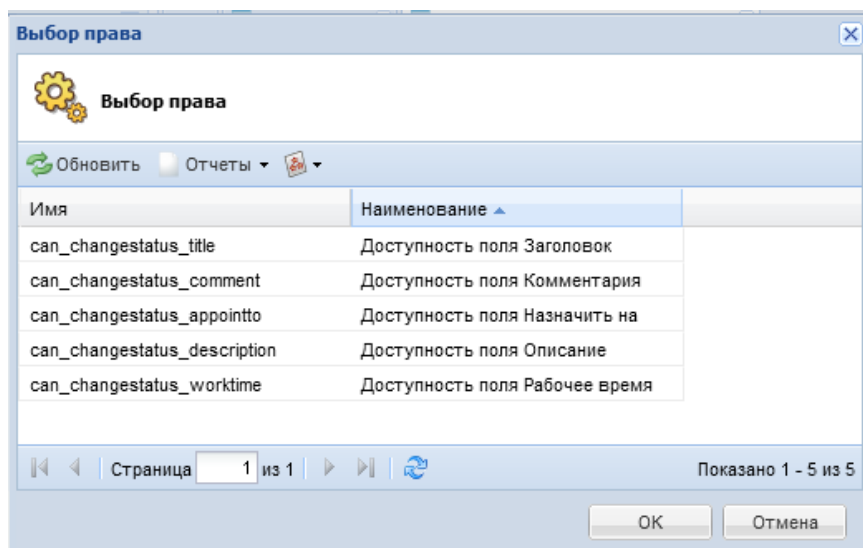 Выбор права
Выбор права
Обновить Отчеты
Имя Наименование
can_changestatus_title Доступность поля Заголовок
can_changestatus_comment Доступность поля Комментария
can_changestatus_appointto Доступность поля Назначить на
can_changestatus_description Доступность поля Описание
can_changestatus_worktime Доступность поля Рабочее время
Страница 1 из 1 Показано 1 - 5 из 5
OK Отмена